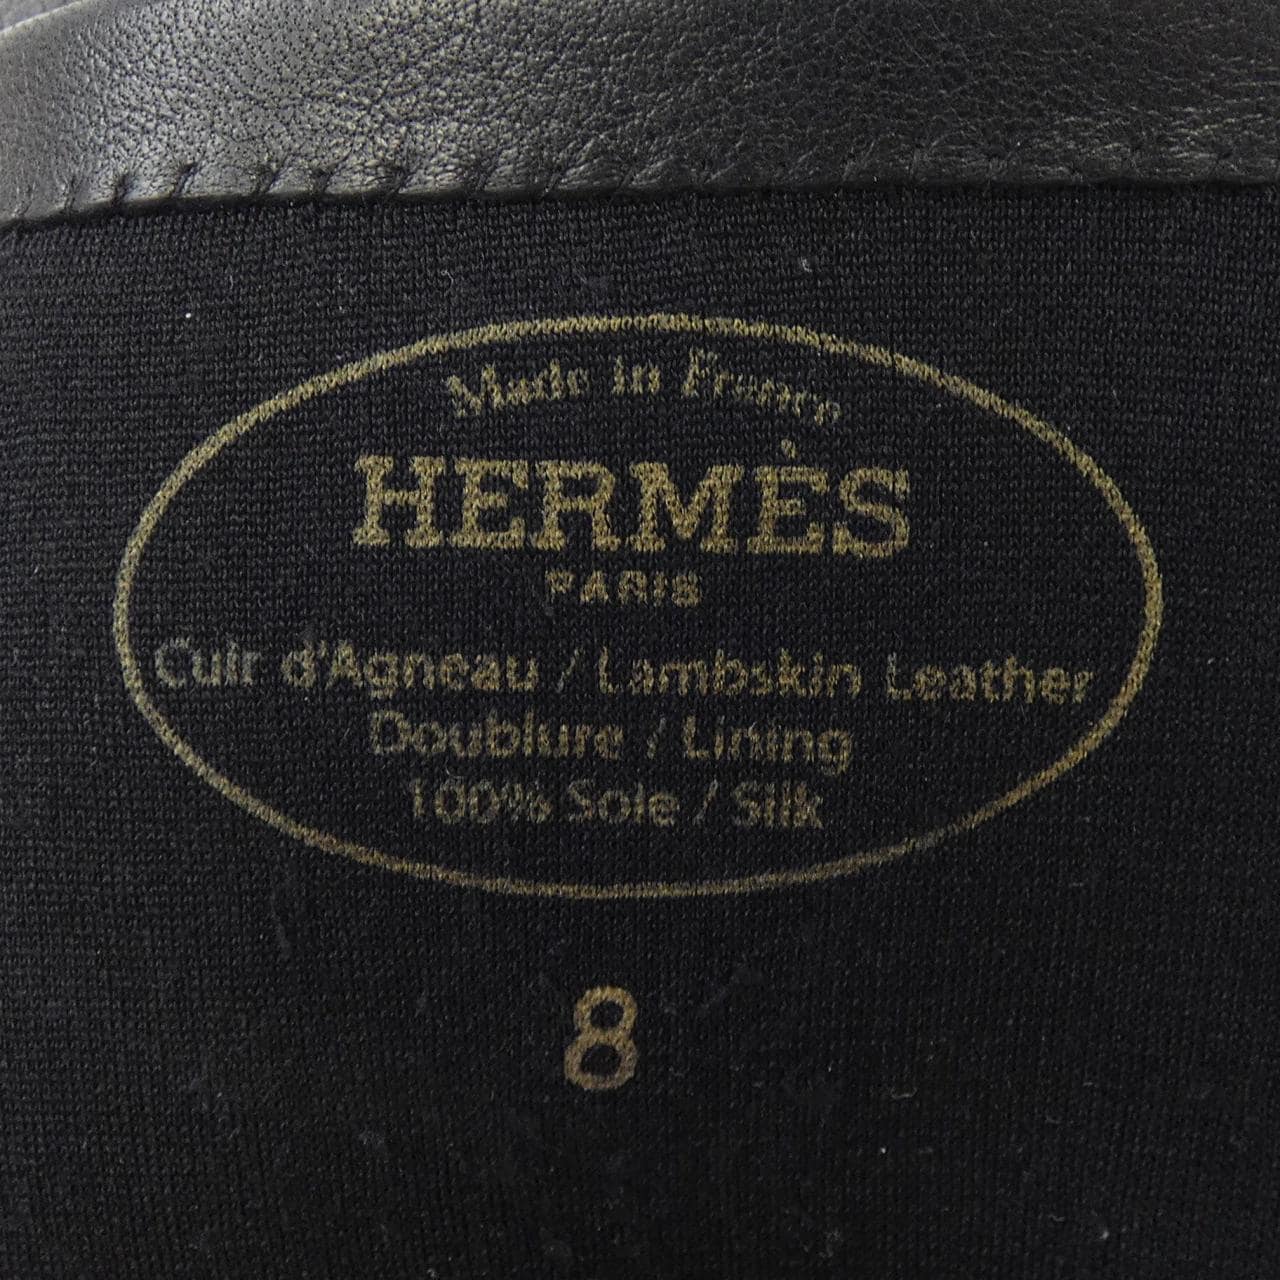 Made in France
HERMÈS
PARIS
Cuir d'Agneau / Lambskin Leather
Doublure / Lining
100% Soie / Silk
8